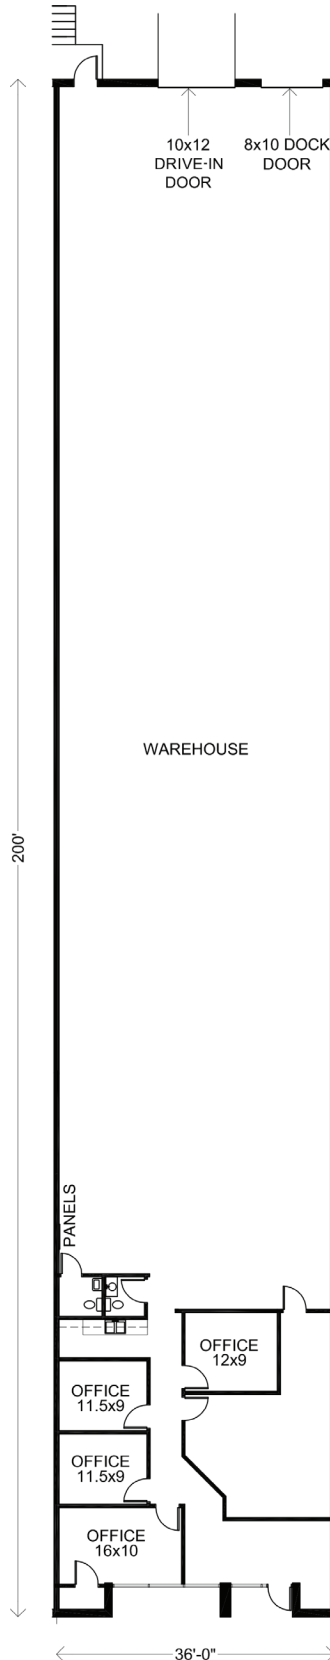 10x12
DRIVE-IN
DOOR
8x10 DOCK
DOOR
WAREHOUSE
200'
PANELS
OFFICE
12x9
OFFICE
11.5x9
OFFICE
11.5x9
OFFICE
16x10
36'-0"